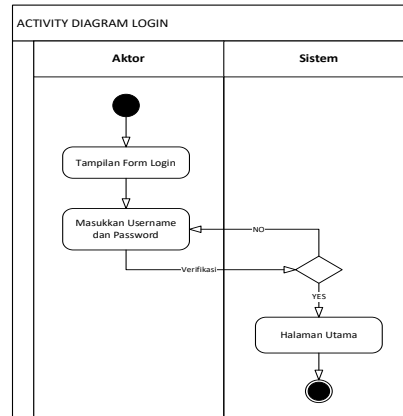 ACTIVITY DIAGRAM LOGIN
Aktor
Sistem
Tampilan Form Login
Masukkan Username
dan Password
NO
Verifikasi
YES
Halaman Utama